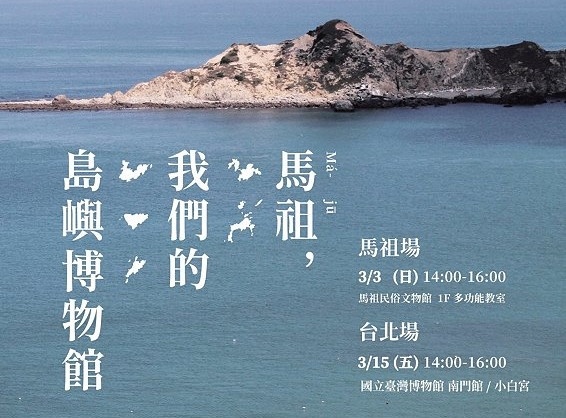 馬祖，
Má-jū
我們的
島嶼博物館
馬祖場
3/3 (日) 14:00-16:00
馬祖民俗文物館 1F 多功能教室
台北場
3/15 (五) 14:00-16:00
國立臺灣博物館 南門館 / 小白宮